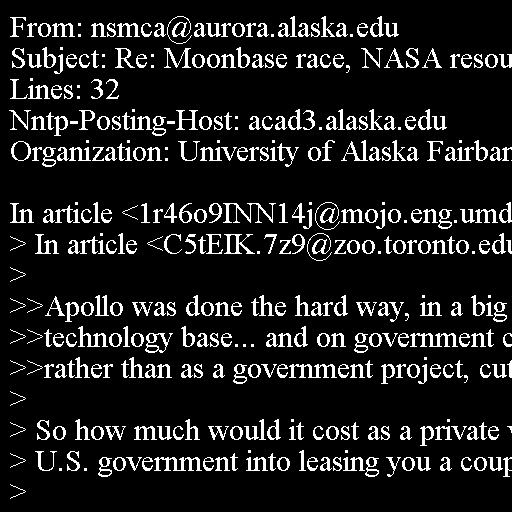 From: nsmca@aurora.alaska.edu
Subject: Re: Moonbase race, NASA resou
Lines: 32
Nntp-Posting-Host: acad3.alaska.edu
Organization: University of Alaska Fairban

In article <1r46o9INN14j@mojo.eng.umd
> In article <C5tEIK.7z9@zoo.toronto.edu
>
>>Apollo was done the hard way, in a big
>>technology base... and on government c
>>rather than as a government project, cut
>
> So how much would it cost as a private v
> U.S. government into leasing you a coup
>